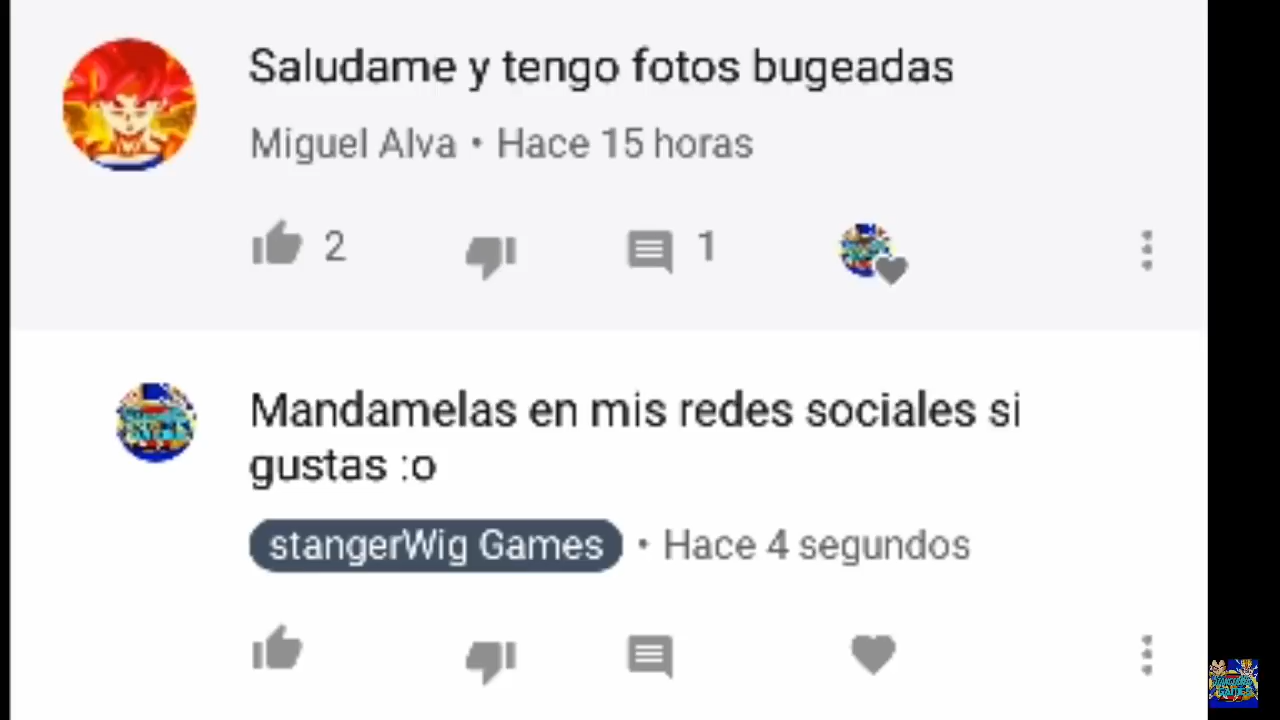 Saludame y tengo fotos bugeadas
Miguel Alva • Hace 15 horas
2
1
Mandamelas en mis redes sociales si
gustas :o
stangerWig Games • Hace 4 segundos